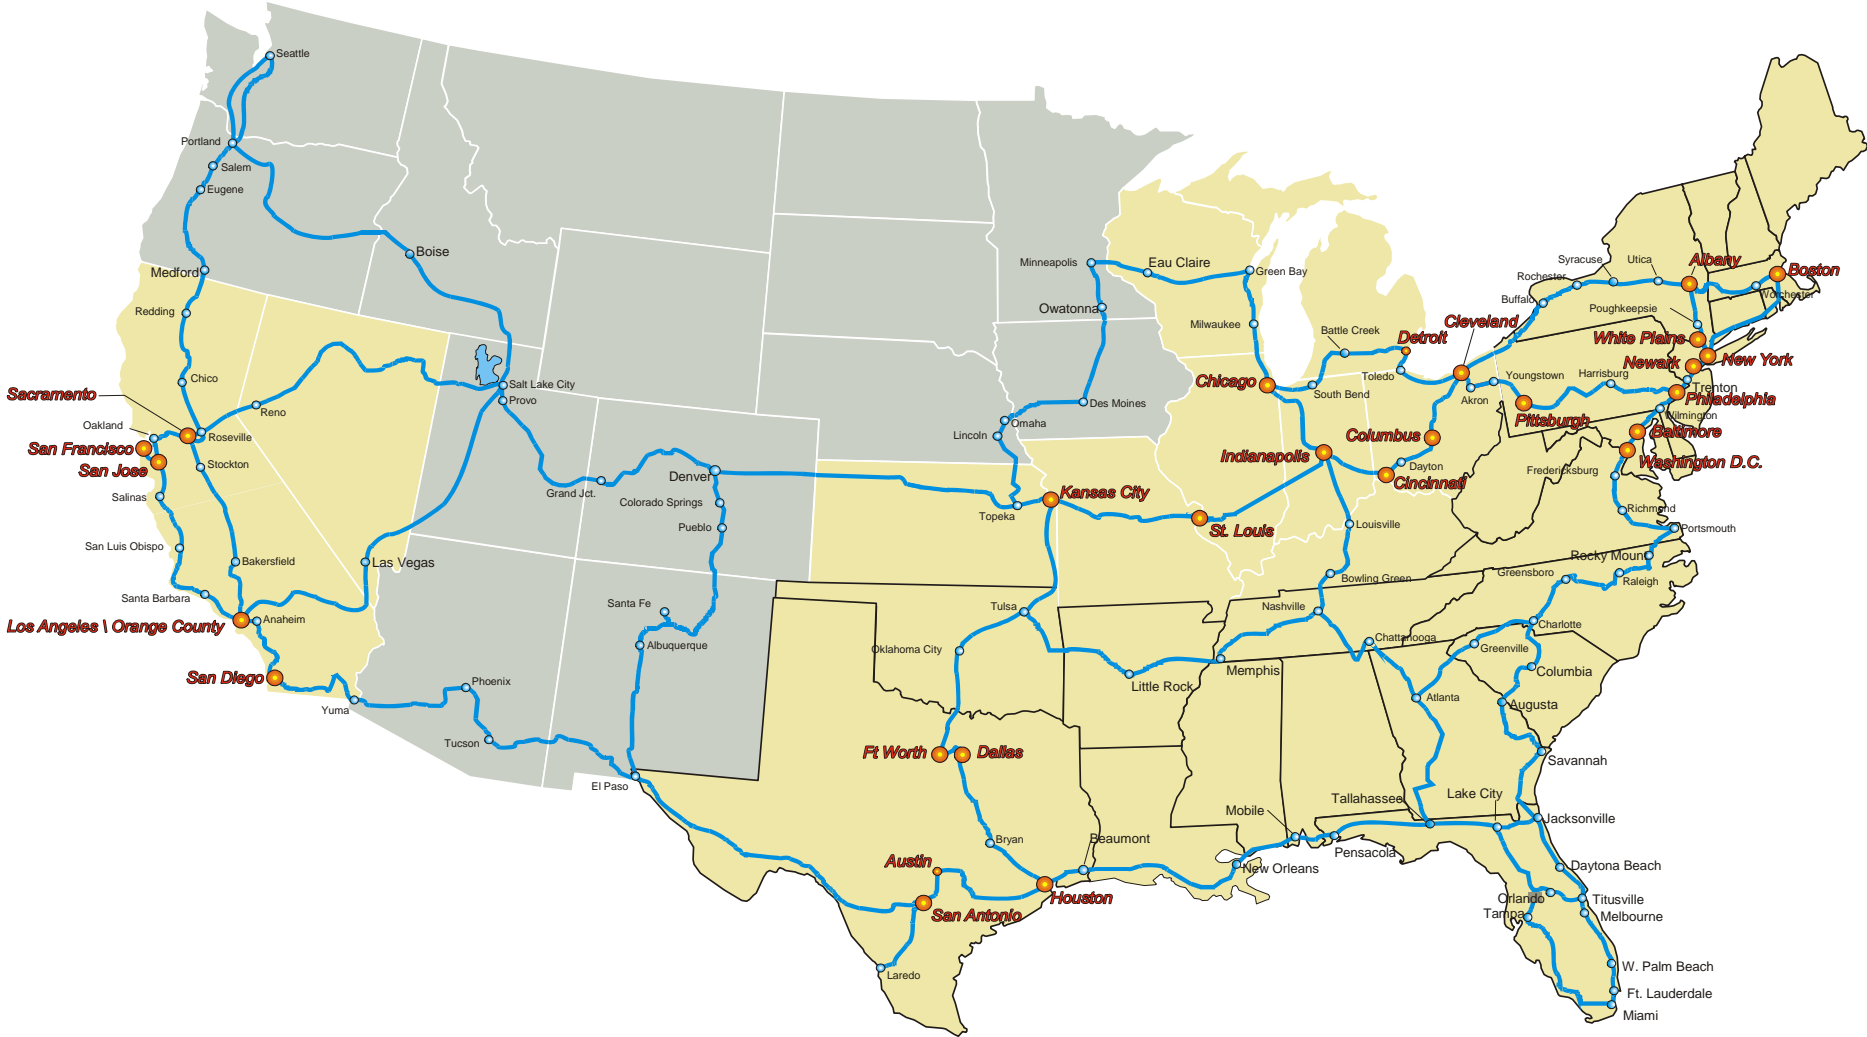 Seattle
Portland
Salem
Eugene
Boise
Medford
Redding
Chico
Sacramento
Reno
Oakland
Roseville
San Francisco
San Jose
Stockton
Salinas
San Luis Obispo
Bakersfield
Las Vegas
Santa Barbara
Los Angeles \ Orange County
Anaheim
San Diego
Yuma
Phoenix
Tucson
Salt Lake City
Provo
Grand Jct.
Denver
Colorado Springs
Pueblo
Santa Fe
Albuquerque
El Paso
Minneapolis
Eau Claire
Green Bay
Owatonna
Milwaukee
Des Moines
Omaha
Lincoln
Topeka
Kansas City
St. Louis
Tulsa
Oklahoma City
Little Rock
Memphis
Ft Worth
Dallas
Bryan
Beaumont
Austin
Houston
San Antonio
Laredo
New Orleans
Mobile
Pensacola
Tallahassee
Lake City
Jacksonville
Daytona Beach
Orlando
Titusville
Tampa
Melbourne
W. Palm Beach
Ft. Lauderdale
Miami
Chicago
South Bend
Battle Creek
Detroit
Toledo
Cleveland
Akron
Youngstown
Columbus
Dayton
Cincinnati
Indianapolis
Louisville
Bowling Green
Nashville
Chattanooga
Atlanta
Greenville
Charlotte
Columbia
Augusta
Savannah
Greensboro
Raleigh
Rocky Mount
Portsmouth
Richmond
Fredericksburg
Washington D.C.
Baltimore
Wilmington
Philadelphia
Trenton
Harrisburg
Pittsburgh
Newark
New York
White Plains
Poughkeepsie
Albany
Utica
Syracuse
Rochester
Buffalo
Boston
Worchester